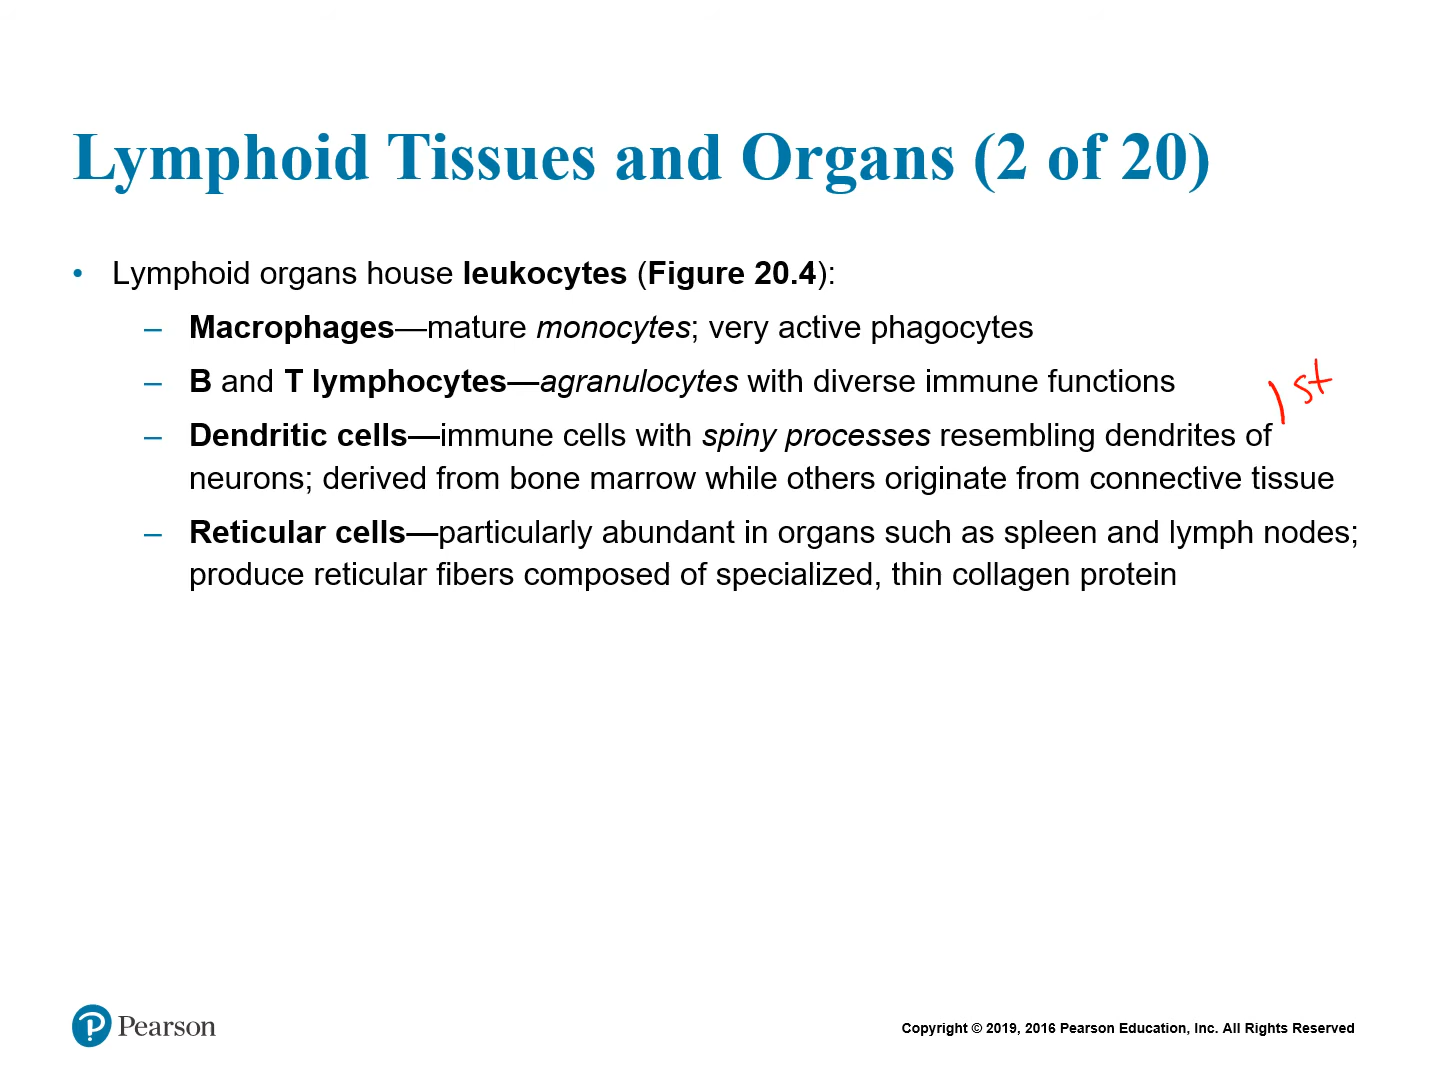 Lymphoid Tissues and Organs (2 of 20)
• Lymphoid organs house leukocytes (Figure 20.4):
– Macrophages—mature monocytes; very active phagocytes
– B and T lymphocytes—agranulocytes with diverse immune functions
1st
– Dendritic cells—immune cells with spiny processes resembling dendrites of
neurons; derived from bone marrow while others originate from connective tissue
– Reticular cells—particularly abundant in organs such as spleen and lymph nodes;
produce reticular fibers composed of specialized, thin collagen protein
P Pearson
Copyright © 2019, 2016 Pearson Education, Inc. All Rights Reserved